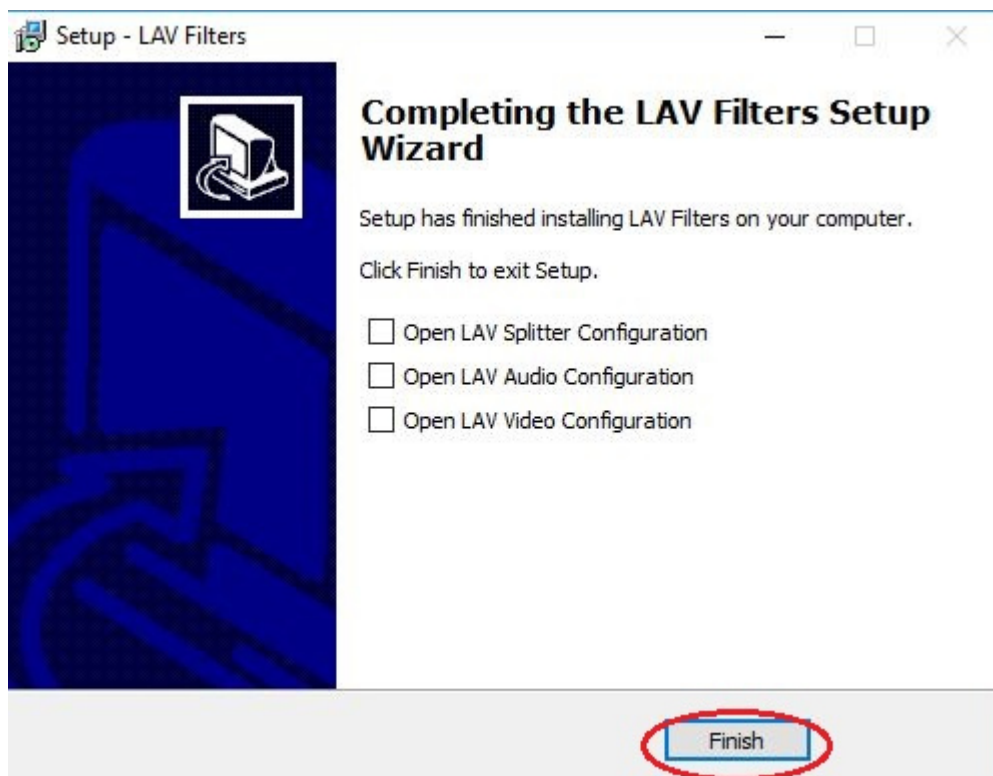 Setup - LAV Filters
Completing the LAV Filters Setup
Wizard
Setup has finished installing LAV Filters on your computer.
Click Finish to exit Setup.
Open LAV Splitter Configuration
Open LAV Audio Configuration
Open LAV Video Configuration
Finish